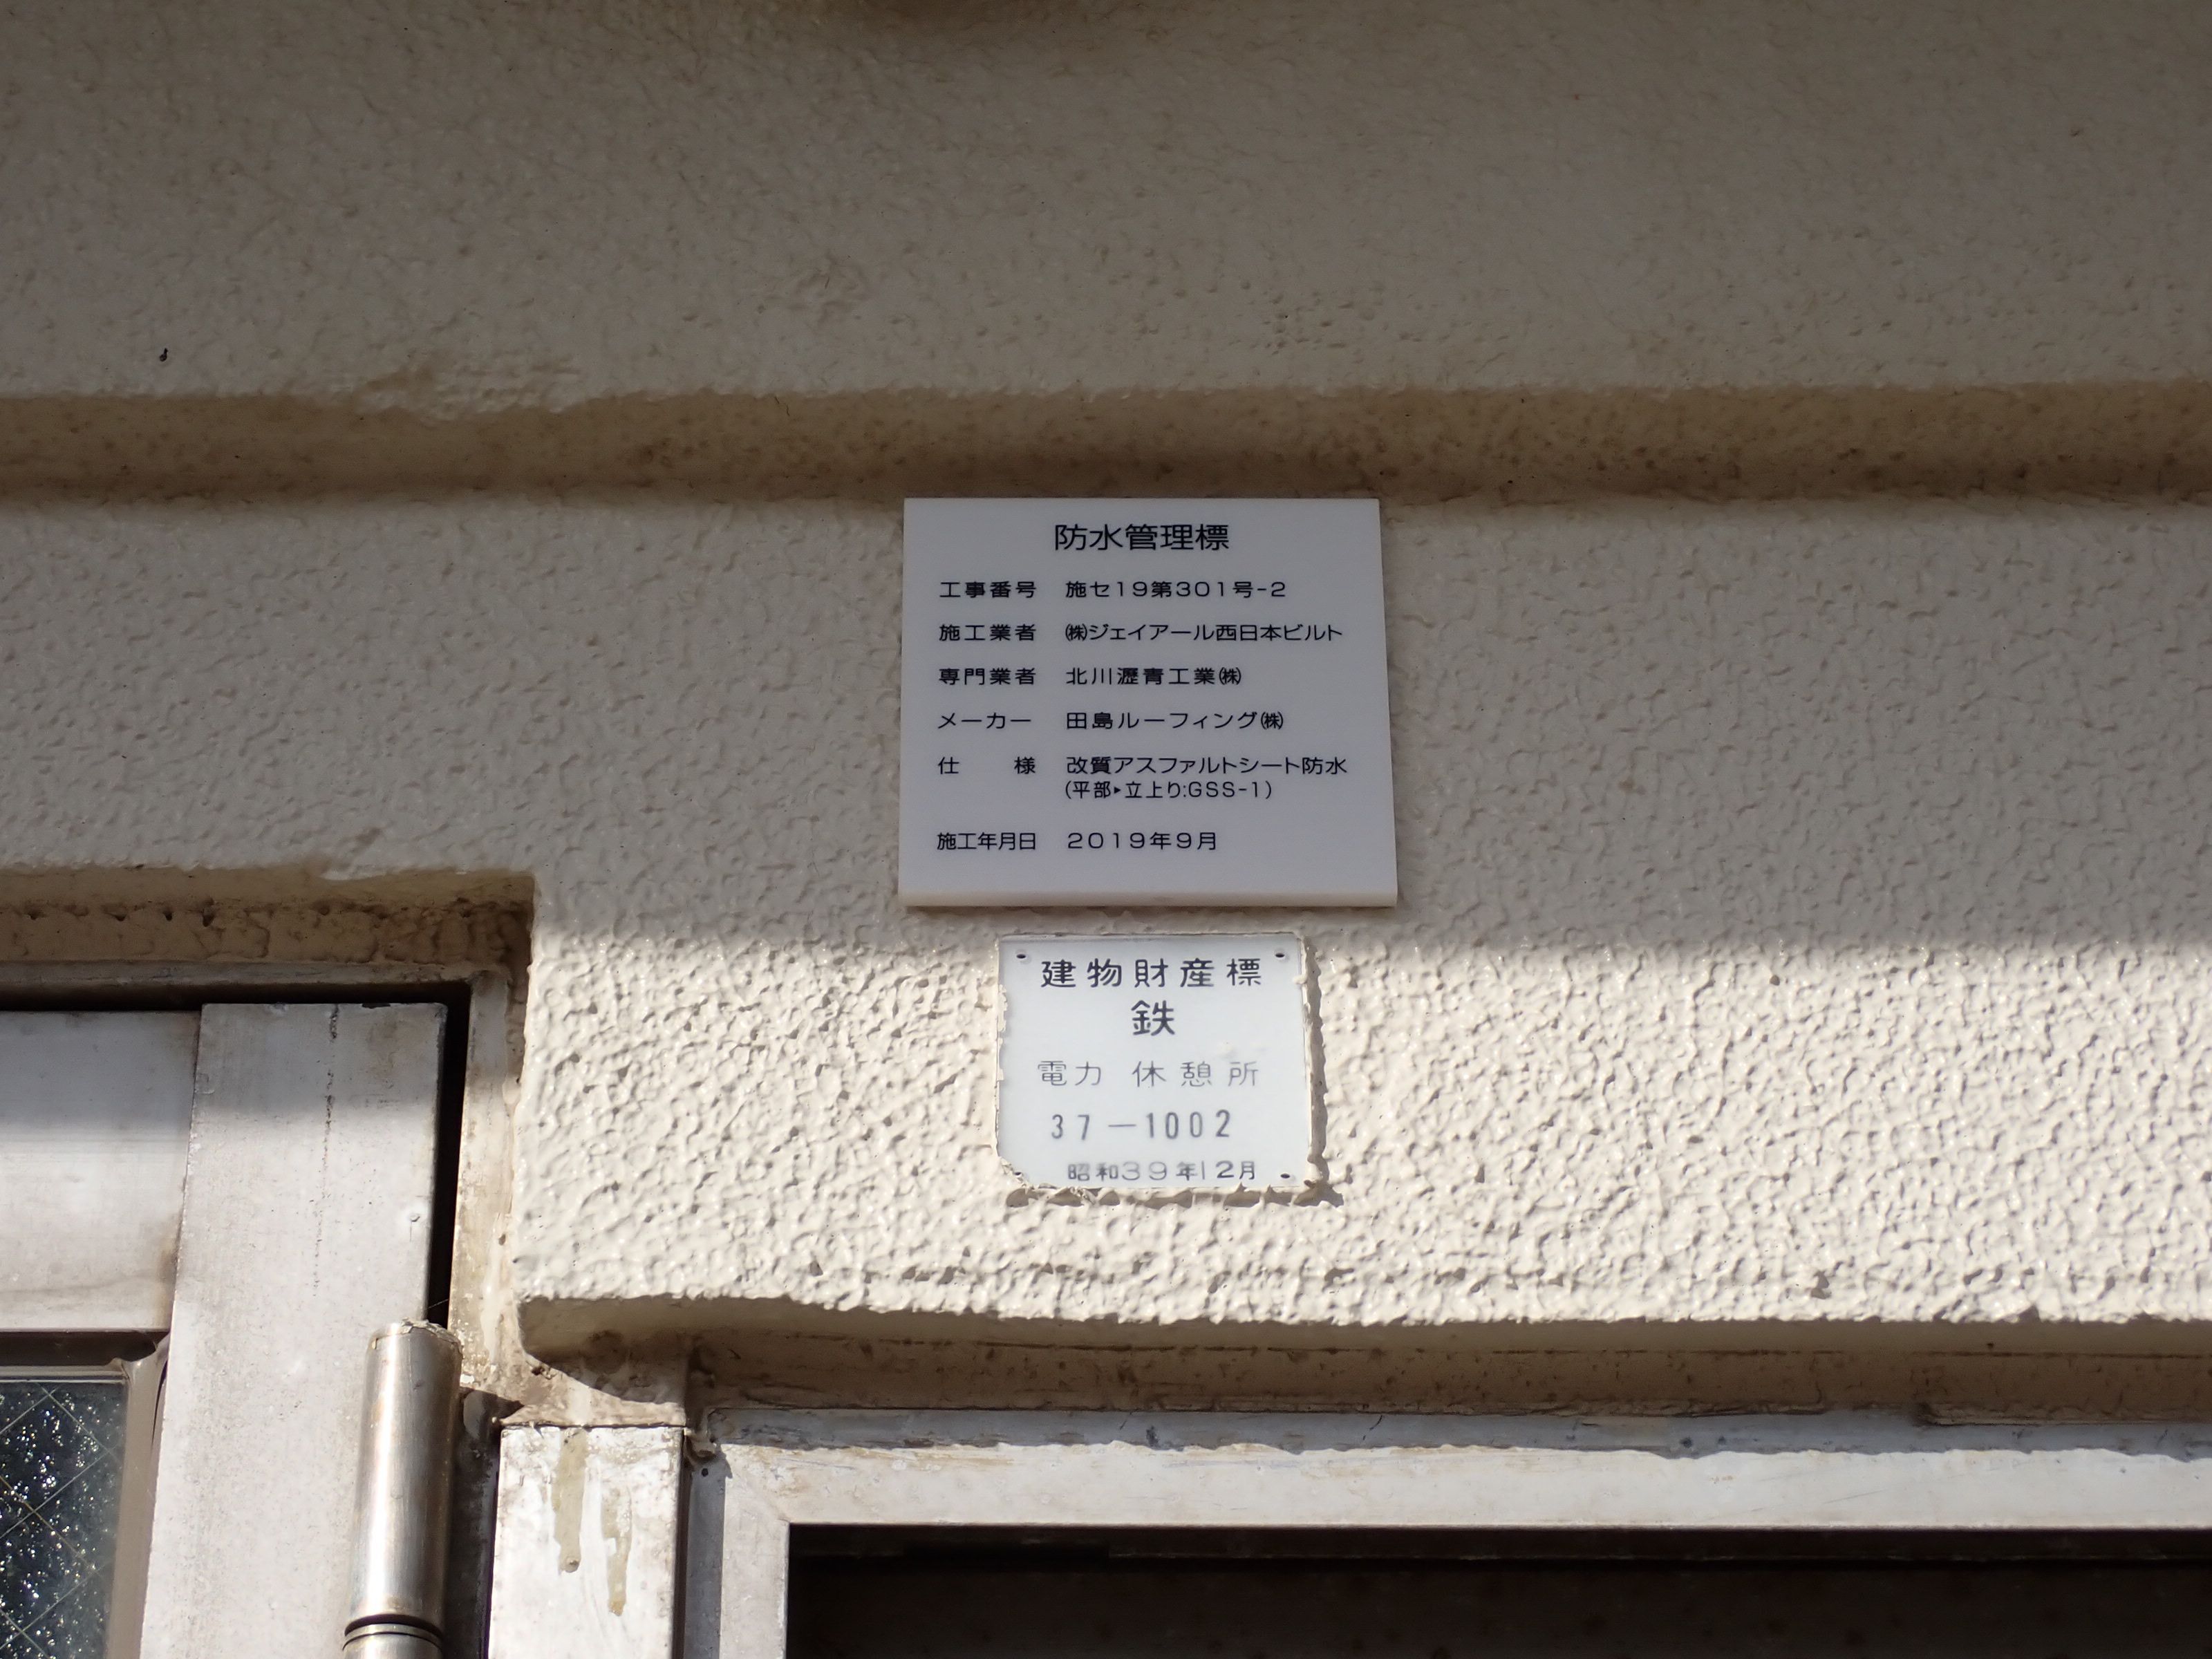 防水管理標
工事番号 施セ19第301号-2
施工業者 ㈱ジェイアール西日本ビルト
専門業者 北川瀝青工業㈱
メーカー 田島ルーフィング㈱
仕 様 改質アスファルトシート防水
(平部▸立上り:GSS-1)
施工年月日 2019年9月
建物財産標
鉄
電力 休憩所
37-1002
昭和39年12月